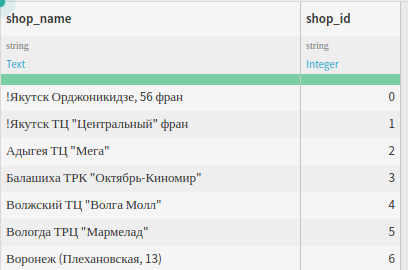 shop_name shop_id
string string
Text Integer
!Якутск Орджоникидзе, 56 фран 0
!Якутск ТЦ "Центральный" фран 1
Адыгея ТЦ "Мега" 2
Балашиха ТРК "Октябрь-Киномир" 3
Волжский ТЦ "Волга Молл" 4
Вологда ТРЦ "Мармелад" 5
Воронеж (Плехановская, 13) 6